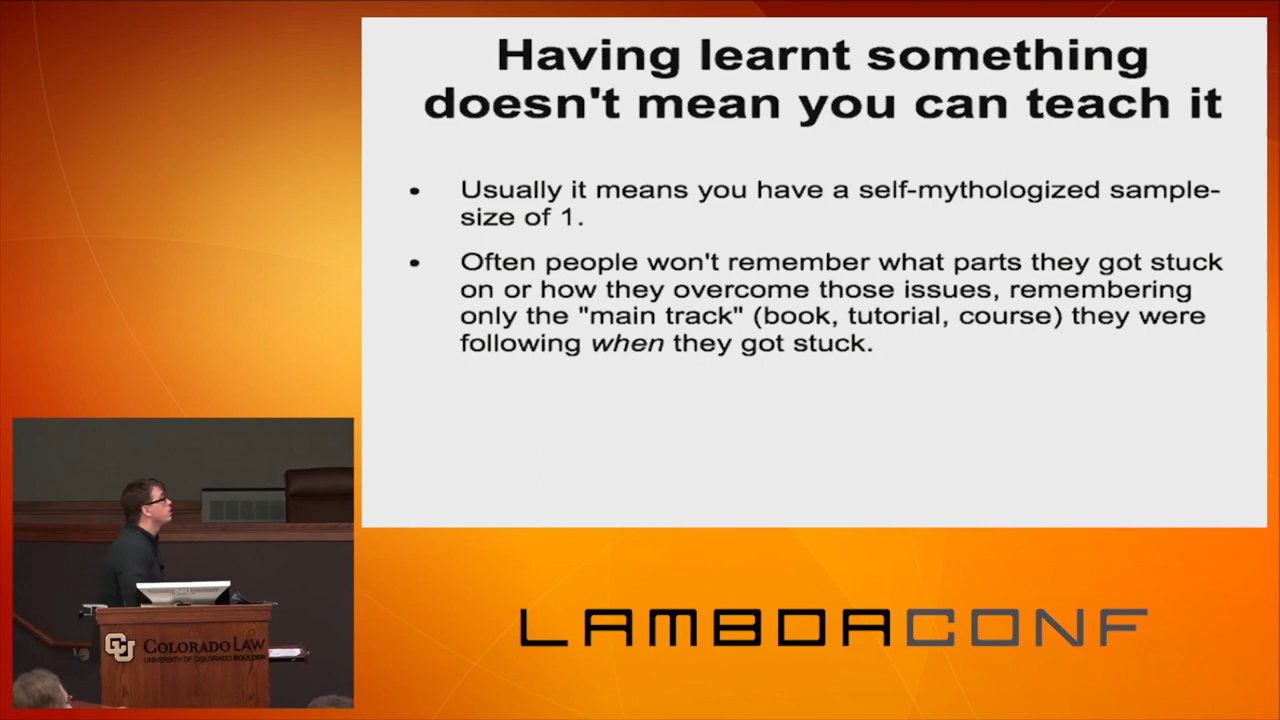 Having learnt something
doesn't mean you can teach it
• Usually it means you have a self-mythologized sample-
size of 1.
• Often people won't remember what parts they got stuck
on or how they overcome those issues, remembering
only the "main track" (book, tutorial, course) they were
following when they got stuck.
CU
COLORADO LAW
UNIVERSITY OF COLORADO BOULDER
LAMBDACONF